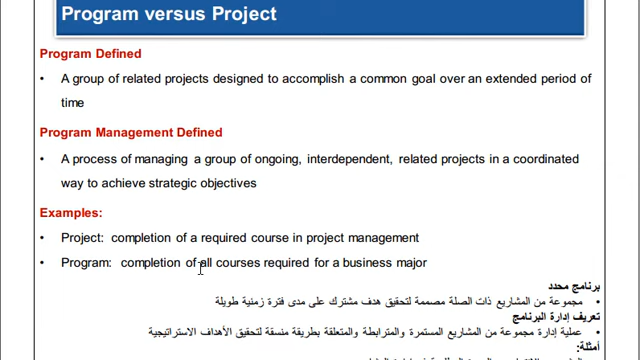 Program versus Project
Program Defined
• A group of related projects designed to accomplish a common goal over an extended period of
time
Program Management Defined
• A process of managing a group of ongoing, interdependent, related projects in a coordinated
way to achieve strategic objectives
Examples:
• Project: completion of a required course in project management
• Program: completion of all courses required for a business major
برنامج محدد
• مجموعة من المشاريع ذات الصلة مصممة لتحقيق هدف مشترك على مدى فترة زمنية طويلة
تعريف إدارة البرنامج
• عملية إدارة مجموعة من المشاريع المستمرة والمترابطة والمتعلقة بطريقة منسقة لتحقيق الأهداف الاستراتيجية
أمثلة: